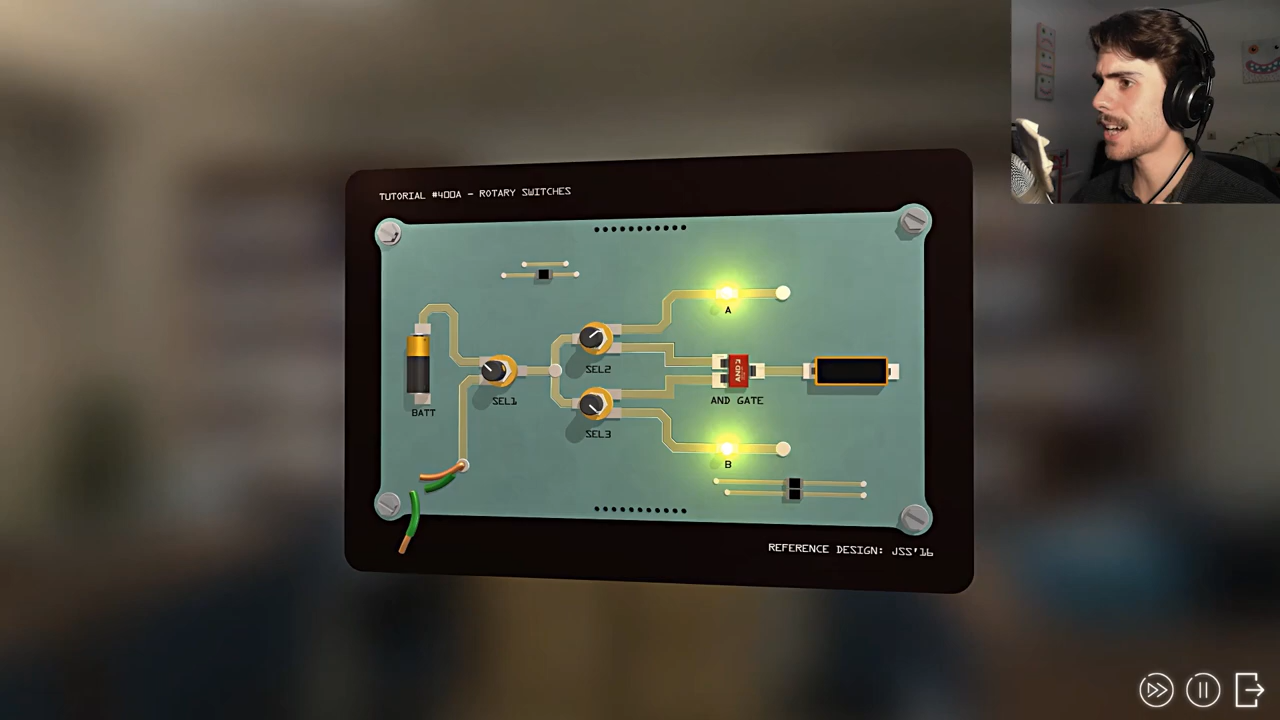 TUTORIAL #400A - ROTARY SWITCHES
A
SEL2
SEL1
AND GATE
BATT
SEL3
B
REFERENCE DESIGN: JSS'16